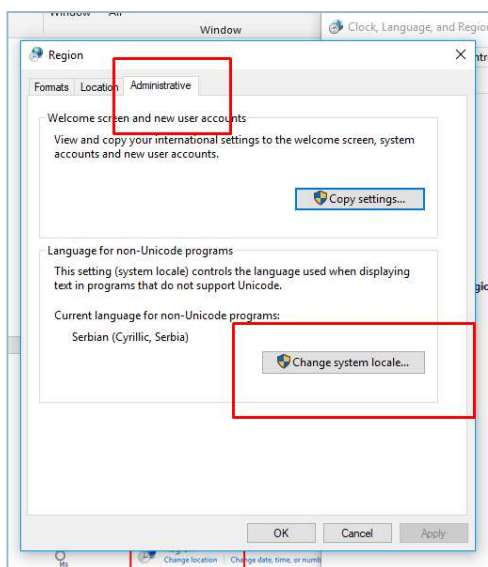 Window All
Window
Clock, Language, and Region
Region
Formats Location Administrative
Welcome screen and new user accounts
View and copy your international settings to the welcome screen, system
accounts and new user accounts.
Copy settings...
Language for non-Unicode programs
This setting (system locale) controls the language used when displaying
text in programs that do not support Unicode.
Current language for non-Unicode programs:
Serbian (Cyrillic, Serbia)
Change system locale...
OK Cancel Apply
Change location Change date, time, or numb